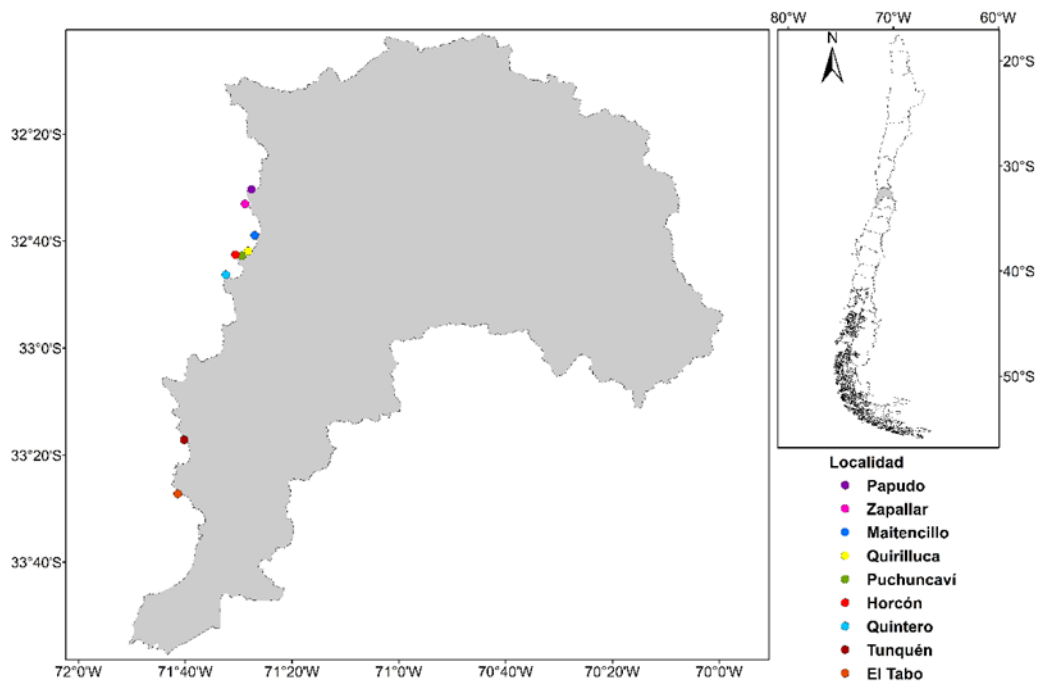 80°W 70°W 60°W
N
20°S
30°S
40°S
50°S
32°20'S
32°40'S
33°0'S
33°20'S
33°40'S
72°0'W 71°40'W 71°20'W 71°0'W 70°40'W 70°20'W 70°0'W
Localidad
Papudo
Zapallar
Maitencillo
Quirilluca
Puchuncaví
Horcón
Quintero
Tunquén
El Tabo